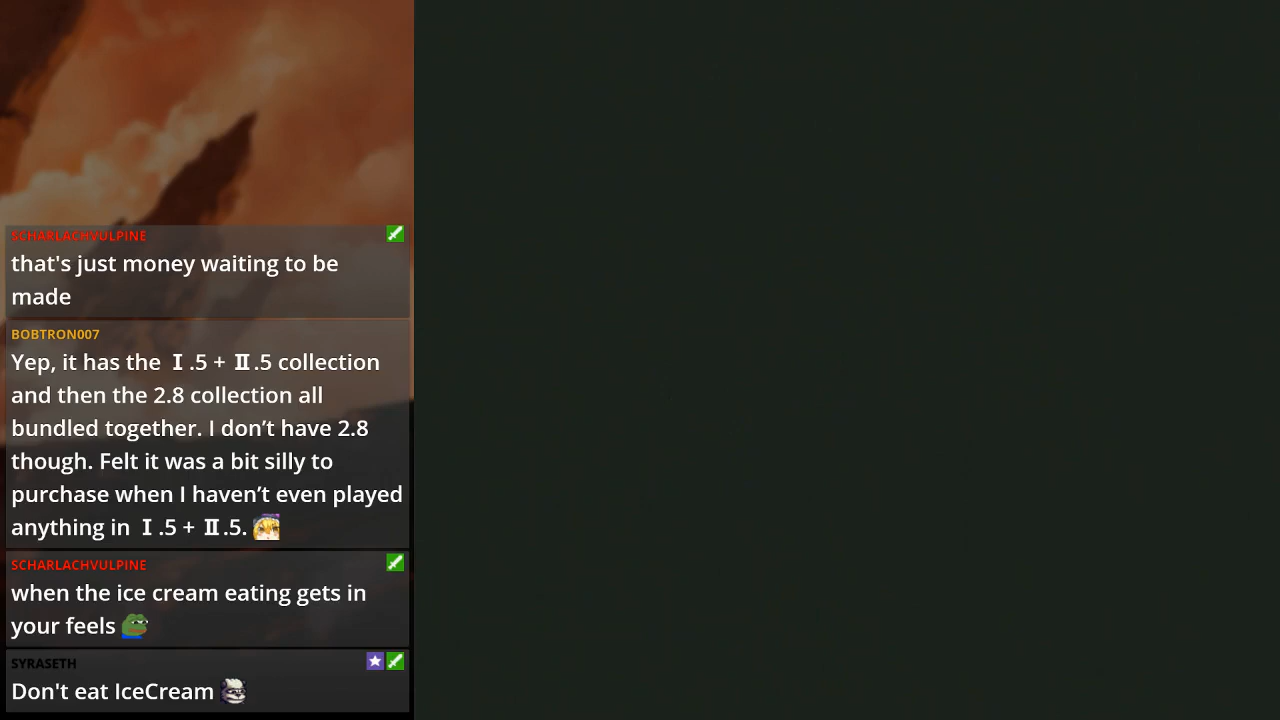 SCHARLACHVULPINE
that's just money waiting to be
made
BOBTRON007
Yep, it has the Ⅰ.5 + Ⅱ.5 collection
and then the 2.8 collection all
bundled together. I don’t have 2.8
though. Felt it was a bit silly to
purchase when I haven’t even played
anything in Ⅰ.5 + Ⅱ.5.
SCHARLACHVULPINE
when the ice cream eating gets in
your feels
SYRASETH
Don't eat IceCream